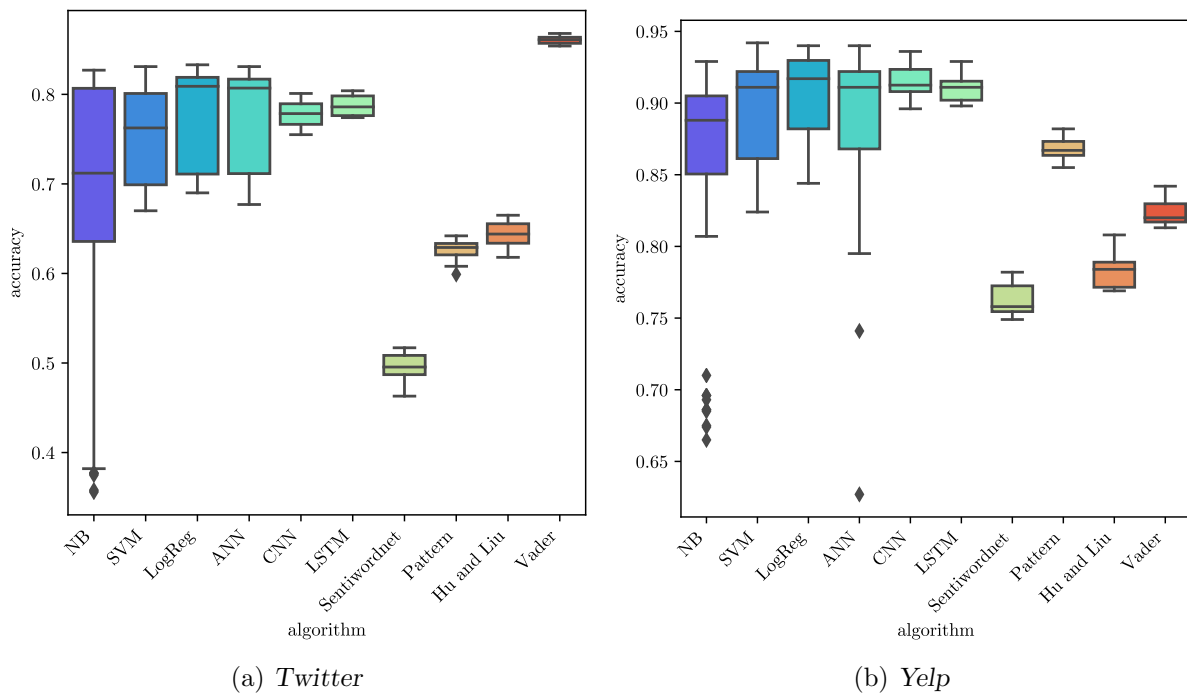 accuracy
0.8
0.7
0.6
0.5
0.4
NB
SVM
LogReg
ANN
CNN
LSTM
Sentiwordnet
Pattern
Hu and Liu
Vader
algorithm
(a) Twitter
accuracy
0.95
0.90
0.85
0.80
0.75
0.70
0.65
NB
SVM
LogReg
ANN
CNN
LSTM
Sentiwordnet
Pattern
Hu and Liu
Vader
algorithm
(b) Yelp